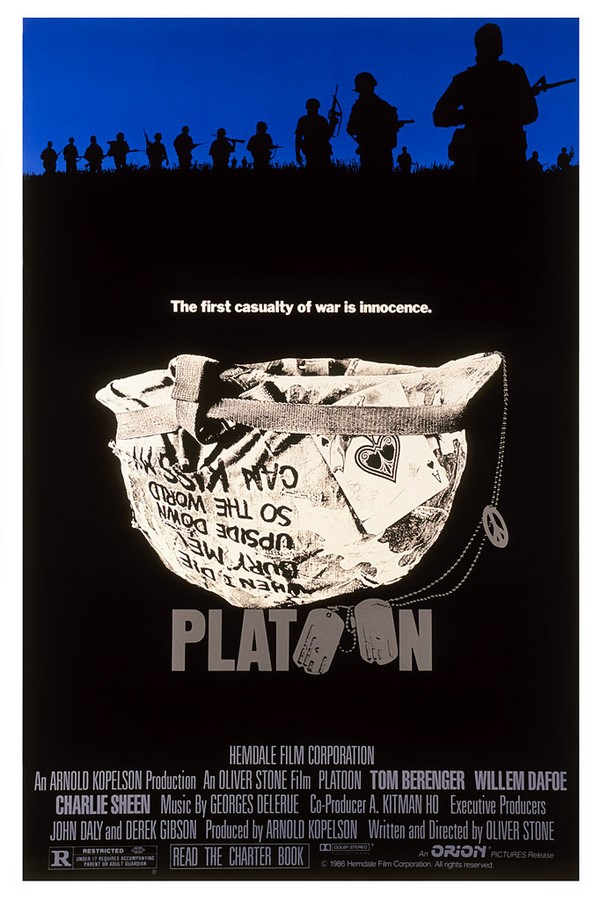 The first casualty of war is innocence.
WHEN I DIE
BURY ME
UPSIDE DOWN
SO THE WORLD
CAN KISS MY
PLATOON
HEMDALE FILM CORPORATION
An ARNOLD KOPELSON Production An OLIVER STONE Film PLATOON TOM BERENGER WILLEM DAFOE
CHARLIE SHEEN Music By GEORGES DELERUE Co-Producer A. KITMAN HO Executive Producers
JOHN DALY and DEREK GIBSON Produced by ARNOLD KOPELSON Written and Directed by OLIVER STONE
R RESTRICTED
UNDER 17 REQUIRES ACCOMPANYING
PARENT OR ADULT GUARDIAN
READ THE CHARTER BOOK
DOLBY STEREO
An ORION PICTURES Release
© 1986 Hemdale Film Corporation. All rights reserved.